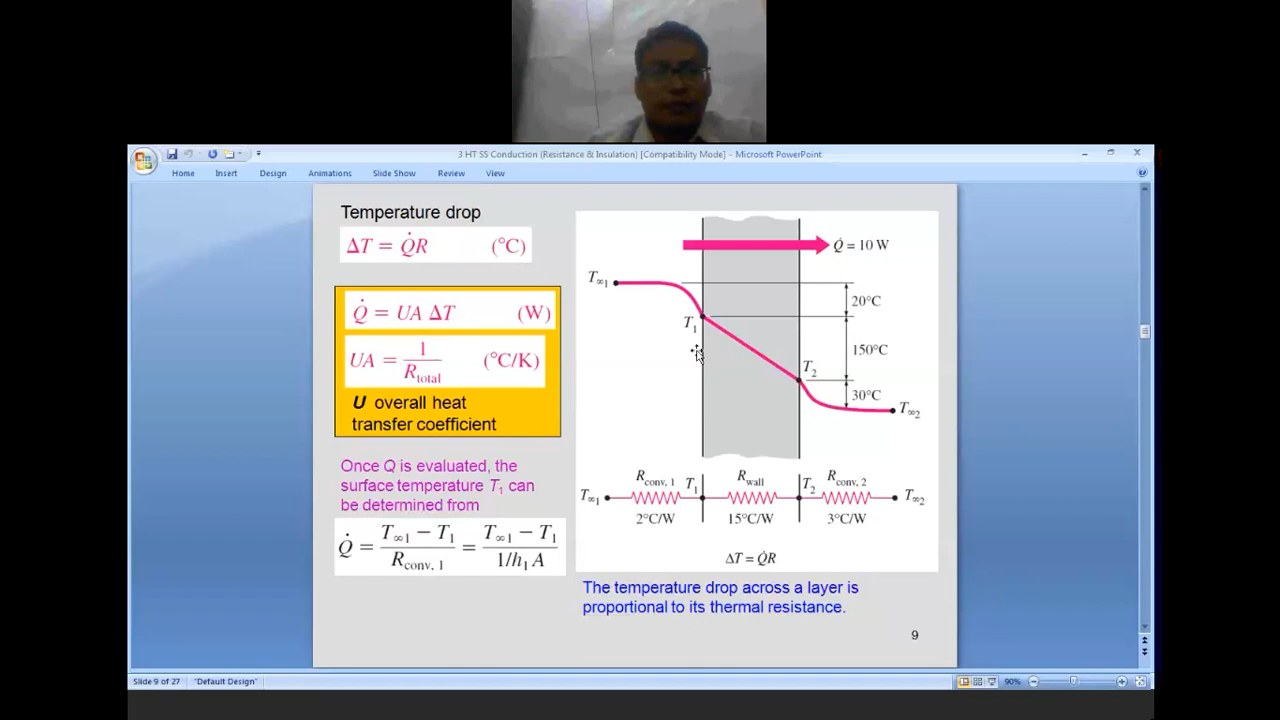 3 HT SS Conduction (Resistance & Insulation) [Compatibility Mode] - Microsoft PowerPoint
Home Insert Design Animations Slide Show Review View
Temperature drop
ΔT = Q̇R (°C)
Q̇ = UA ΔT (W)
UA = 1/R_total (°C/K)
U overall heat
transfer coefficient
Once Q is evaluated, the
surface temperature T₁ can
be determined from
Q̇ = (T∞1 − T₁)/R_conv, 1 = (T∞1 − T₁)/(1/h₁A)
Q̇ = 10 W
T∞1
20°C
T₁
150°C
T₂
30°C
T∞2
T∞1 R_conv, 1 T₁ R_wall T₂ R_conv, 2 T∞2
2°C/W 15°C/W 3°C/W
ΔT = Q̇R
The temperature drop across a layer is
proportional to its thermal resistance.
9
Slide 9 of 27 "Default Design" 90%